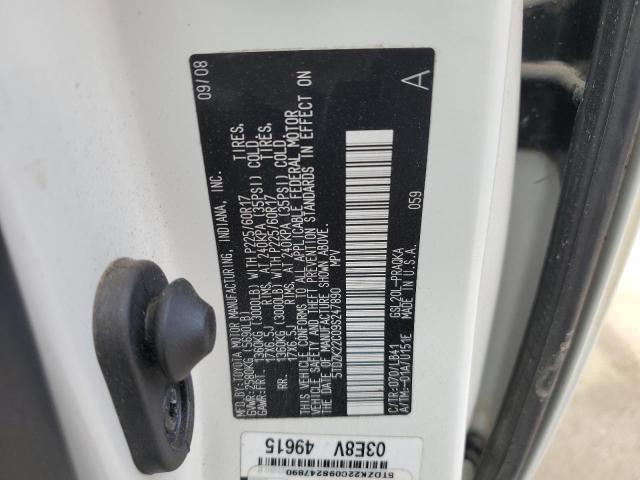 MFD. BY: TOYOTA MOTOR MANUFACTURING, INDIANA, INC. 09/08
GVWR: 2580KG (5690LB)
GAWR: FRT. 1360KG (3000LB) WITH P225/60R17 TIRES,
17X6.5J RIMS, AT 240KPA (35PSI) COLD.
RR. 1360KG (3000LB) WITH P225/60R17 TIRES,
17X6.5J RIMS, AT 240KPA (35PSI) COLD.
THIS VEHICLE CONFORMS TO ALL APPLICABLE FEDERAL MOTOR
VEHICLE SAFETY AND THEFT PREVENTION STANDARDS IN EFFECT ON
THE DATE OF MANUFACTURE SHOWN ABOVE.
5TDZK22C09S247890 MPV
C/TR: 070/LB41 GSL20L-PRAQKA 059 A
A/TM: -01A/U151E MADE IN U.S.A.
03E8V 49615
5TDZK22C09S247890